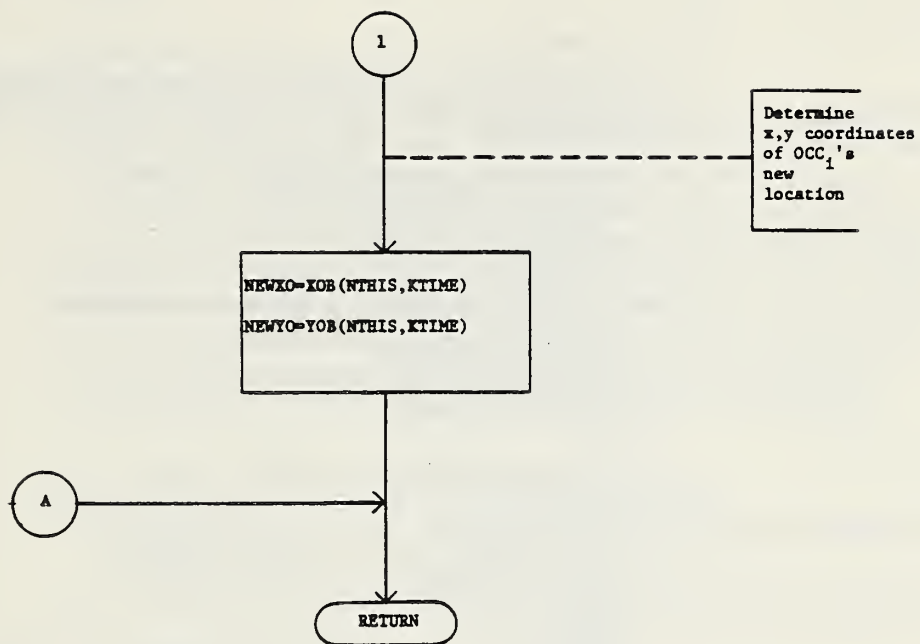 1
Determine
x,y coordinates
of OCC₁'s
new
location
NEWXO=XOB(NTHIS,KTIME)
NEWYO=YOB(NTHIS,KTIME)
A
RETURN